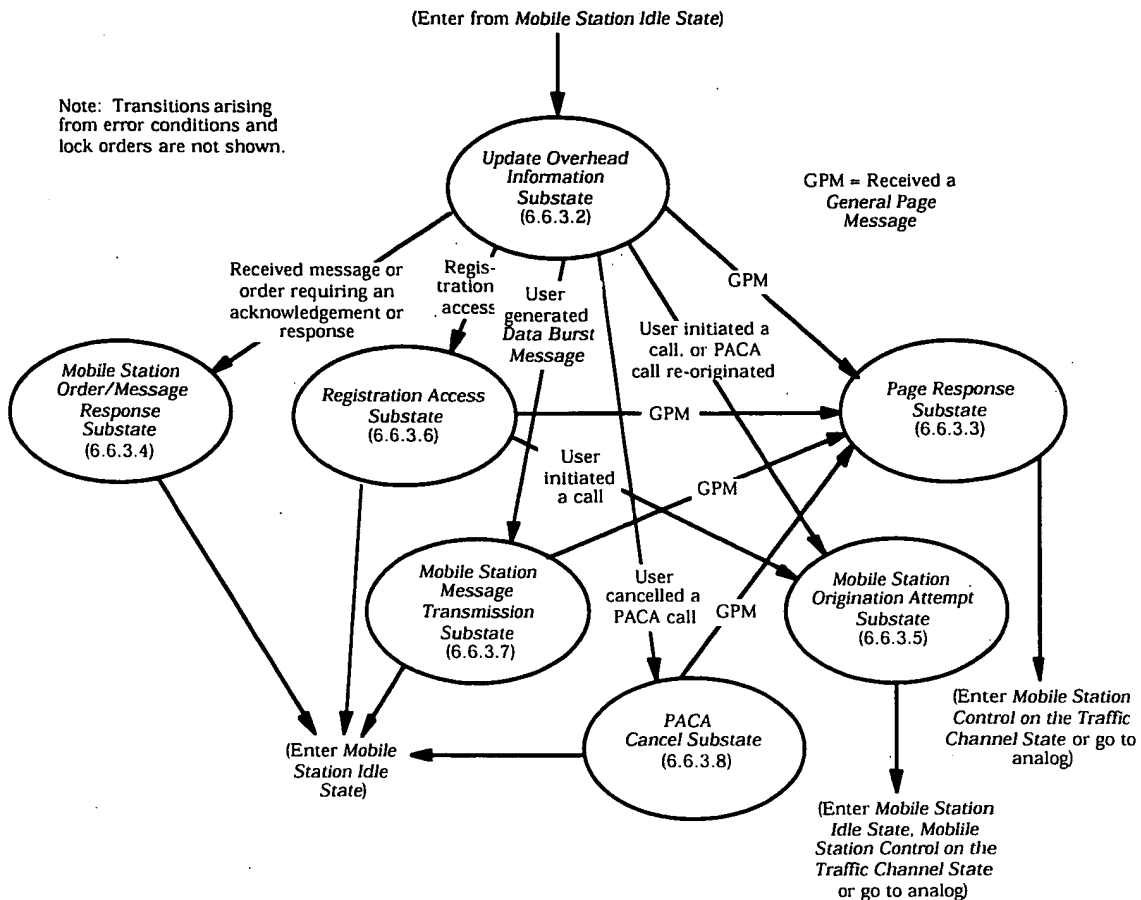 (Enter from Mobile Station Idle State)
Note: Transitions arising
from error conditions and
lock orders are not shown.
Update Overhead
Information
Substate
(6.6.3.2)
GPM = Received a
General Page
Message
Received message or
order requiring an
acknowledgement or
response
Regis-
tration
access
User
generated
Data Burst
Message
GPM
User initiated a
call, or PACA
call re-originated
Mobile Station
Order/Message
Response
Substate
(6.6.3.4)
Registration Access
Substate
(6.6.3.6)
GPM
Page Response
Substate
(6.6.3.3)
User
initiated
a call
GPM
Mobile Station
Message
Transmission
Substate
(6.6.3.7)
User
cancelled a
PACA call
GPM
Mobile Station
Origination Attempt
Substate
(6.6.3.5)
(Enter Mobile
Station Idle
State)
PACA
Cancel Substate
(6.6.3.8)
(Enter Mobile Station
Control on the Traffic
Channel State or go to
analog)
(Enter Mobile Station
Idle State, Moblile
Station Control on the
Traffic Channel State
or go to analog)